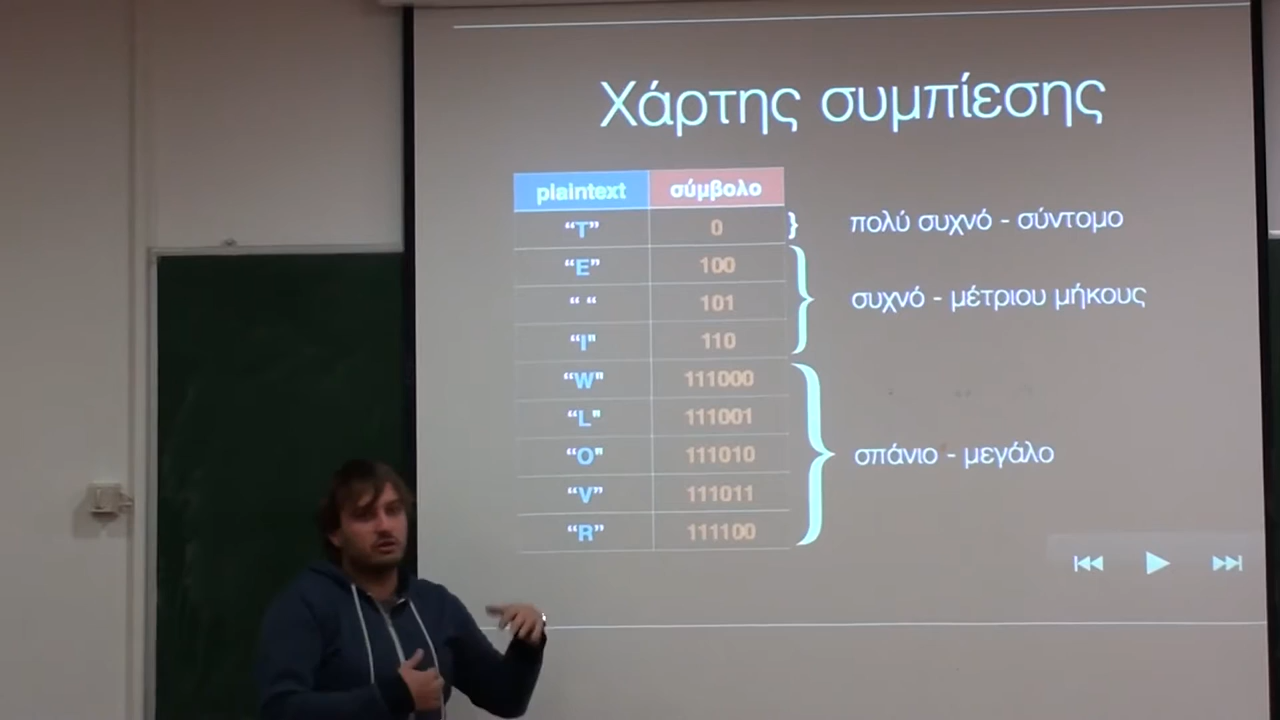 Χάρτης συμπίεσης
plaintext σύμβολο
“T” 0 πολύ συχνό - σύντομο
“E” 100
“ “ 101 συχνό - μέτριου μήκους
“I" 110
“W" 111000
“L" 111001
“O" 111010 σπάνιο - μεγάλο
“V” 111011
“R” 111100